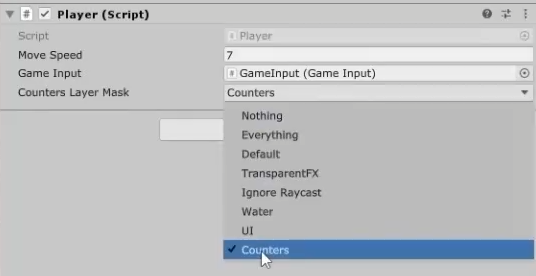 Player (Script)
Script Player
Move Speed 7
Game Input GameInput (Game Input)
Counters Layer Mask Counters
Nothing
Everything
Default
TransparentFX
Ignore Raycast
Water
UI
Counters